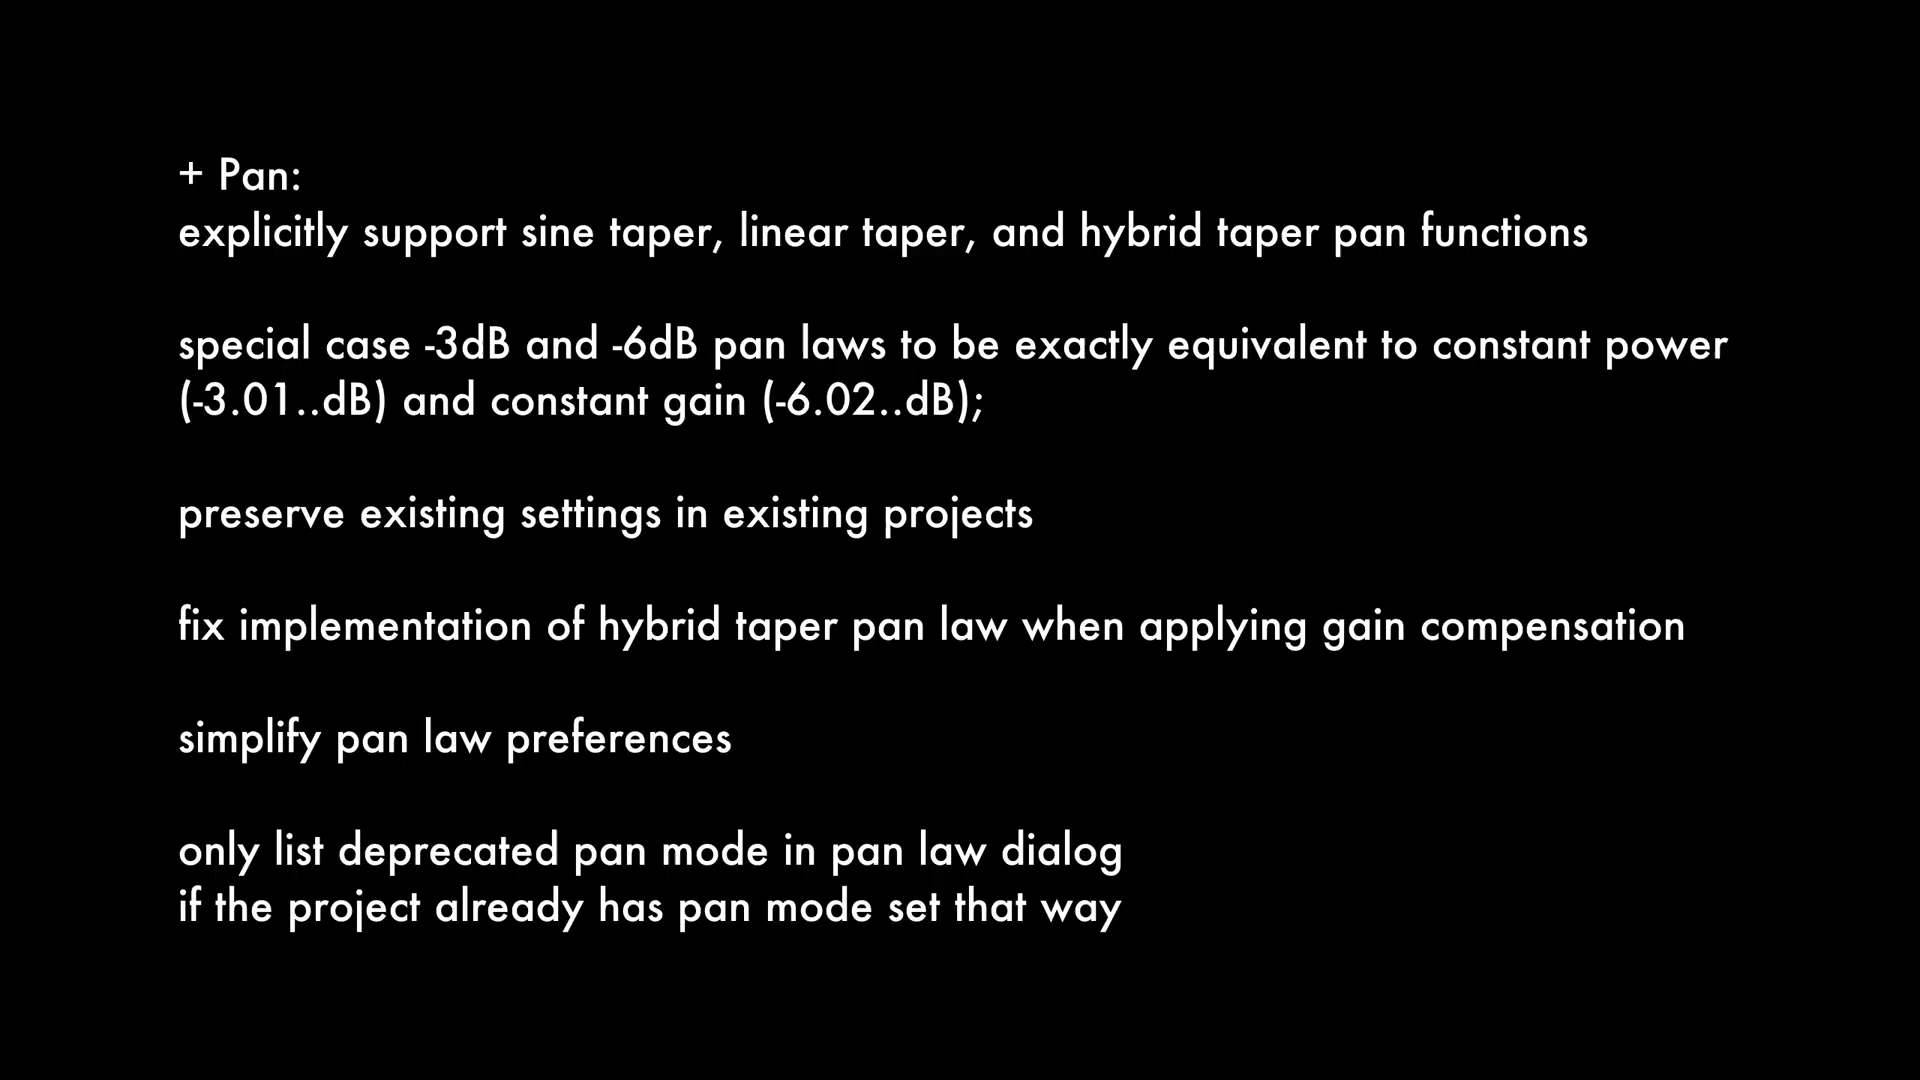 + Pan:
explicitly support sine taper, linear taper, and hybrid taper pan functions
special case -3dB and -6dB pan laws to be exactly equivalent to constant power
(-3.01..dB) and constant gain (-6.02..dB);
preserve existing settings in existing projects
fix implementation of hybrid taper pan law when applying gain compensation
simplify pan law preferences
only list deprecated pan mode in pan law dialog
if the project already has pan mode set that way